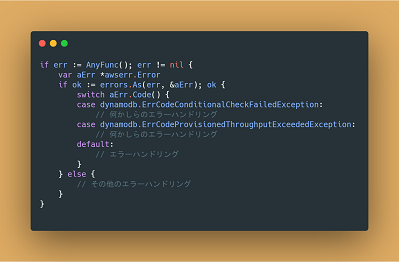 if err := AnyFunc(); err != nil {
    var aErr *awserr.Error
    if ok := errors.As(err, &aErr); ok {
        switch aErr.Code() {
        case dynamodb.ErrCodeConditionalCheckFailedException:
            // 何かしらのエラーハンドリング
        case dynamodb.ErrCodeProvisionedThroughputExceededException:
            // 何かしらのエラーハンドリング
        default:
            // エラーハンドリング
        }
    } else {
        // その他のエラーハンドリング
    }
}